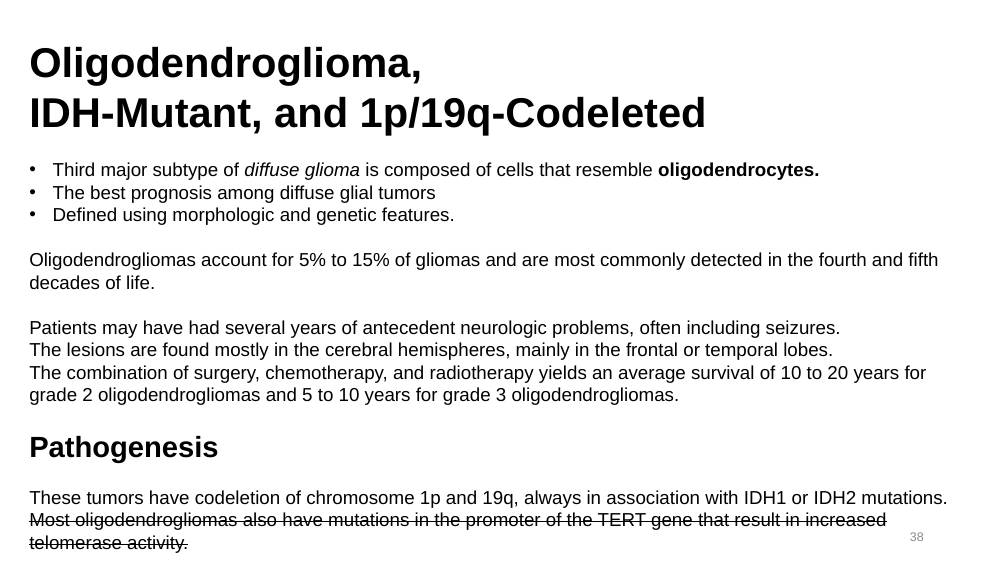 Oligodendroglioma,
IDH-Mutant, and 1p/19q-Codeleted
• Third major subtype of diffuse glioma is composed of cells that resemble oligodendrocytes.
• The best prognosis among diffuse glial tumors
• Defined using morphologic and genetic features.
Oligodendrogliomas account for 5% to 15% of gliomas and are most commonly detected in the fourth and fifth
decades of life.
Patients may have had several years of antecedent neurologic problems, often including seizures.
The lesions are found mostly in the cerebral hemispheres, mainly in the frontal or temporal lobes.
The combination of surgery, chemotherapy, and radiotherapy yields an average survival of 10 to 20 years for
grade 2 oligodendrogliomas and 5 to 10 years for grade 3 oligodendrogliomas.
Pathogenesis
These tumors have codeletion of chromosome 1p and 19q, always in association with IDH1 or IDH2 mutations.
Most oligodendrogliomas also have mutations in the promoter of the TERT gene that result in increased
telomerase activity.
38